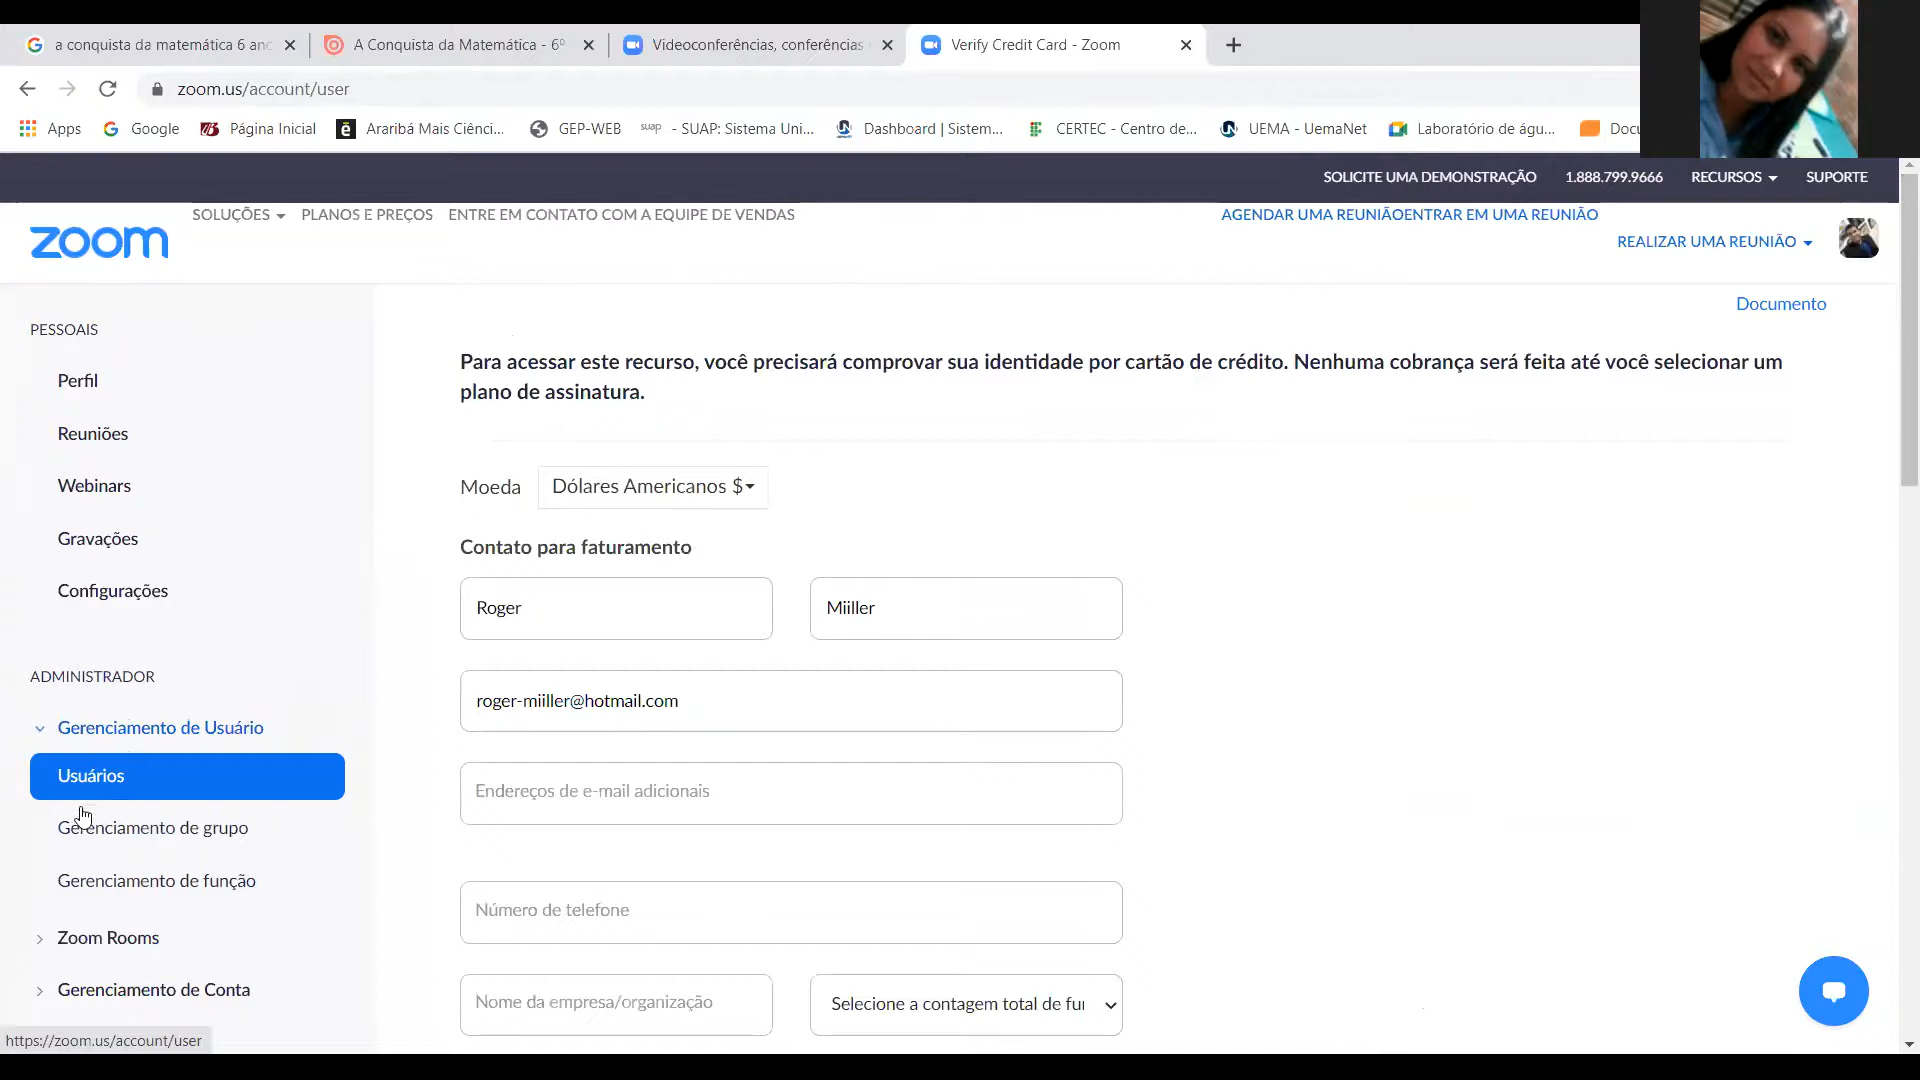 a conquista da matemática 6 anc
A Conquista da Matemática - 6º
Videoconferências, conferências
Verify Credit Card - Zoom
zoom.us/account/user
Apps
Google
Página Inicial
Araribá Mais Ciênci...
GEP-WEB
suap - SUAP: Sistema Uni...
Dashboard | Sistem...
CERTEC - Centro de...
UEMA - UemaNet
Laboratório de águ...
Docu
SOLICITE UMA DEMONSTRAÇÃO
1.888.799.9666
RECURSOS
SUPORTE
zoom
SOLUÇÕES
PLANOS E PREÇOS
ENTRE EM CONTATO COM A EQUIPE DE VENDAS
AGENDAR UMA REUNIÃO
ENTRAR EM UMA REUNIÃO
REALIZAR UMA REUNIÃO
PESSOAIS
Perfil
Reuniões
Webinars
Gravações
Configurações
ADMINISTRADOR
Gerenciamento de Usuário
Usuários
Gerenciamento de grupo
Gerenciamento de função
Zoom Rooms
Gerenciamento de Conta
https://zoom.us/account/user
Documento
Para acessar este recurso, você precisará comprovar sua identidade por cartão de crédito. Nenhuma cobrança será feita até você selecionar um
plano de assinatura.
Moeda
Dólares Americanos $
Contato para faturamento
Roger
Miiller
roger-miiller@hotmail.com
Endereços de e-mail adicionais
Número de telefone
Nome da empresa/organização
Selecione a contagem total de fur